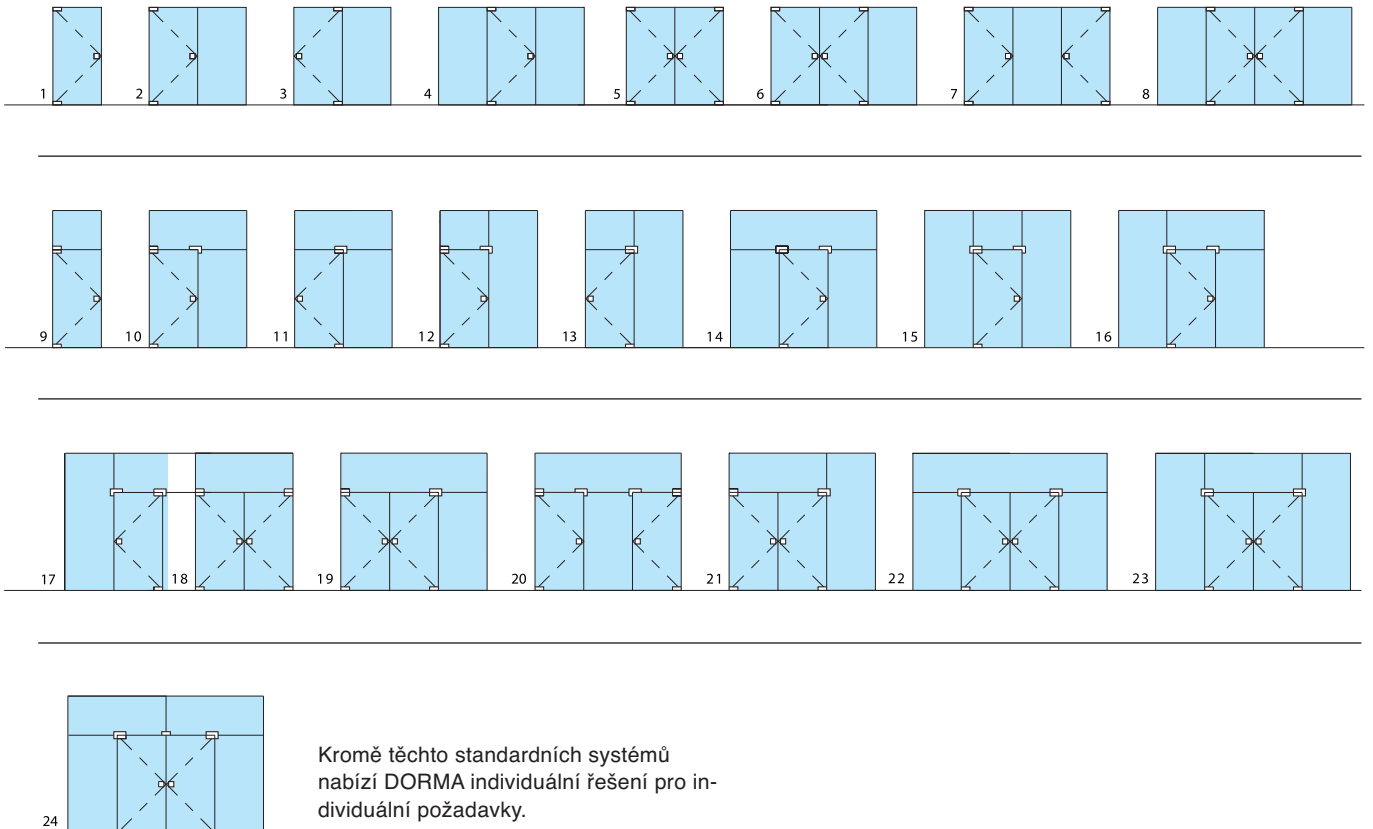 1 2 3 4 5 6 7 8
9 10 11 12 13 14 15 16
17 18 19 20 21 22 23
24
Kromě těchto standardních systémů
nabízí DORMA individuální řešení pro in-
dividuální požadavky.